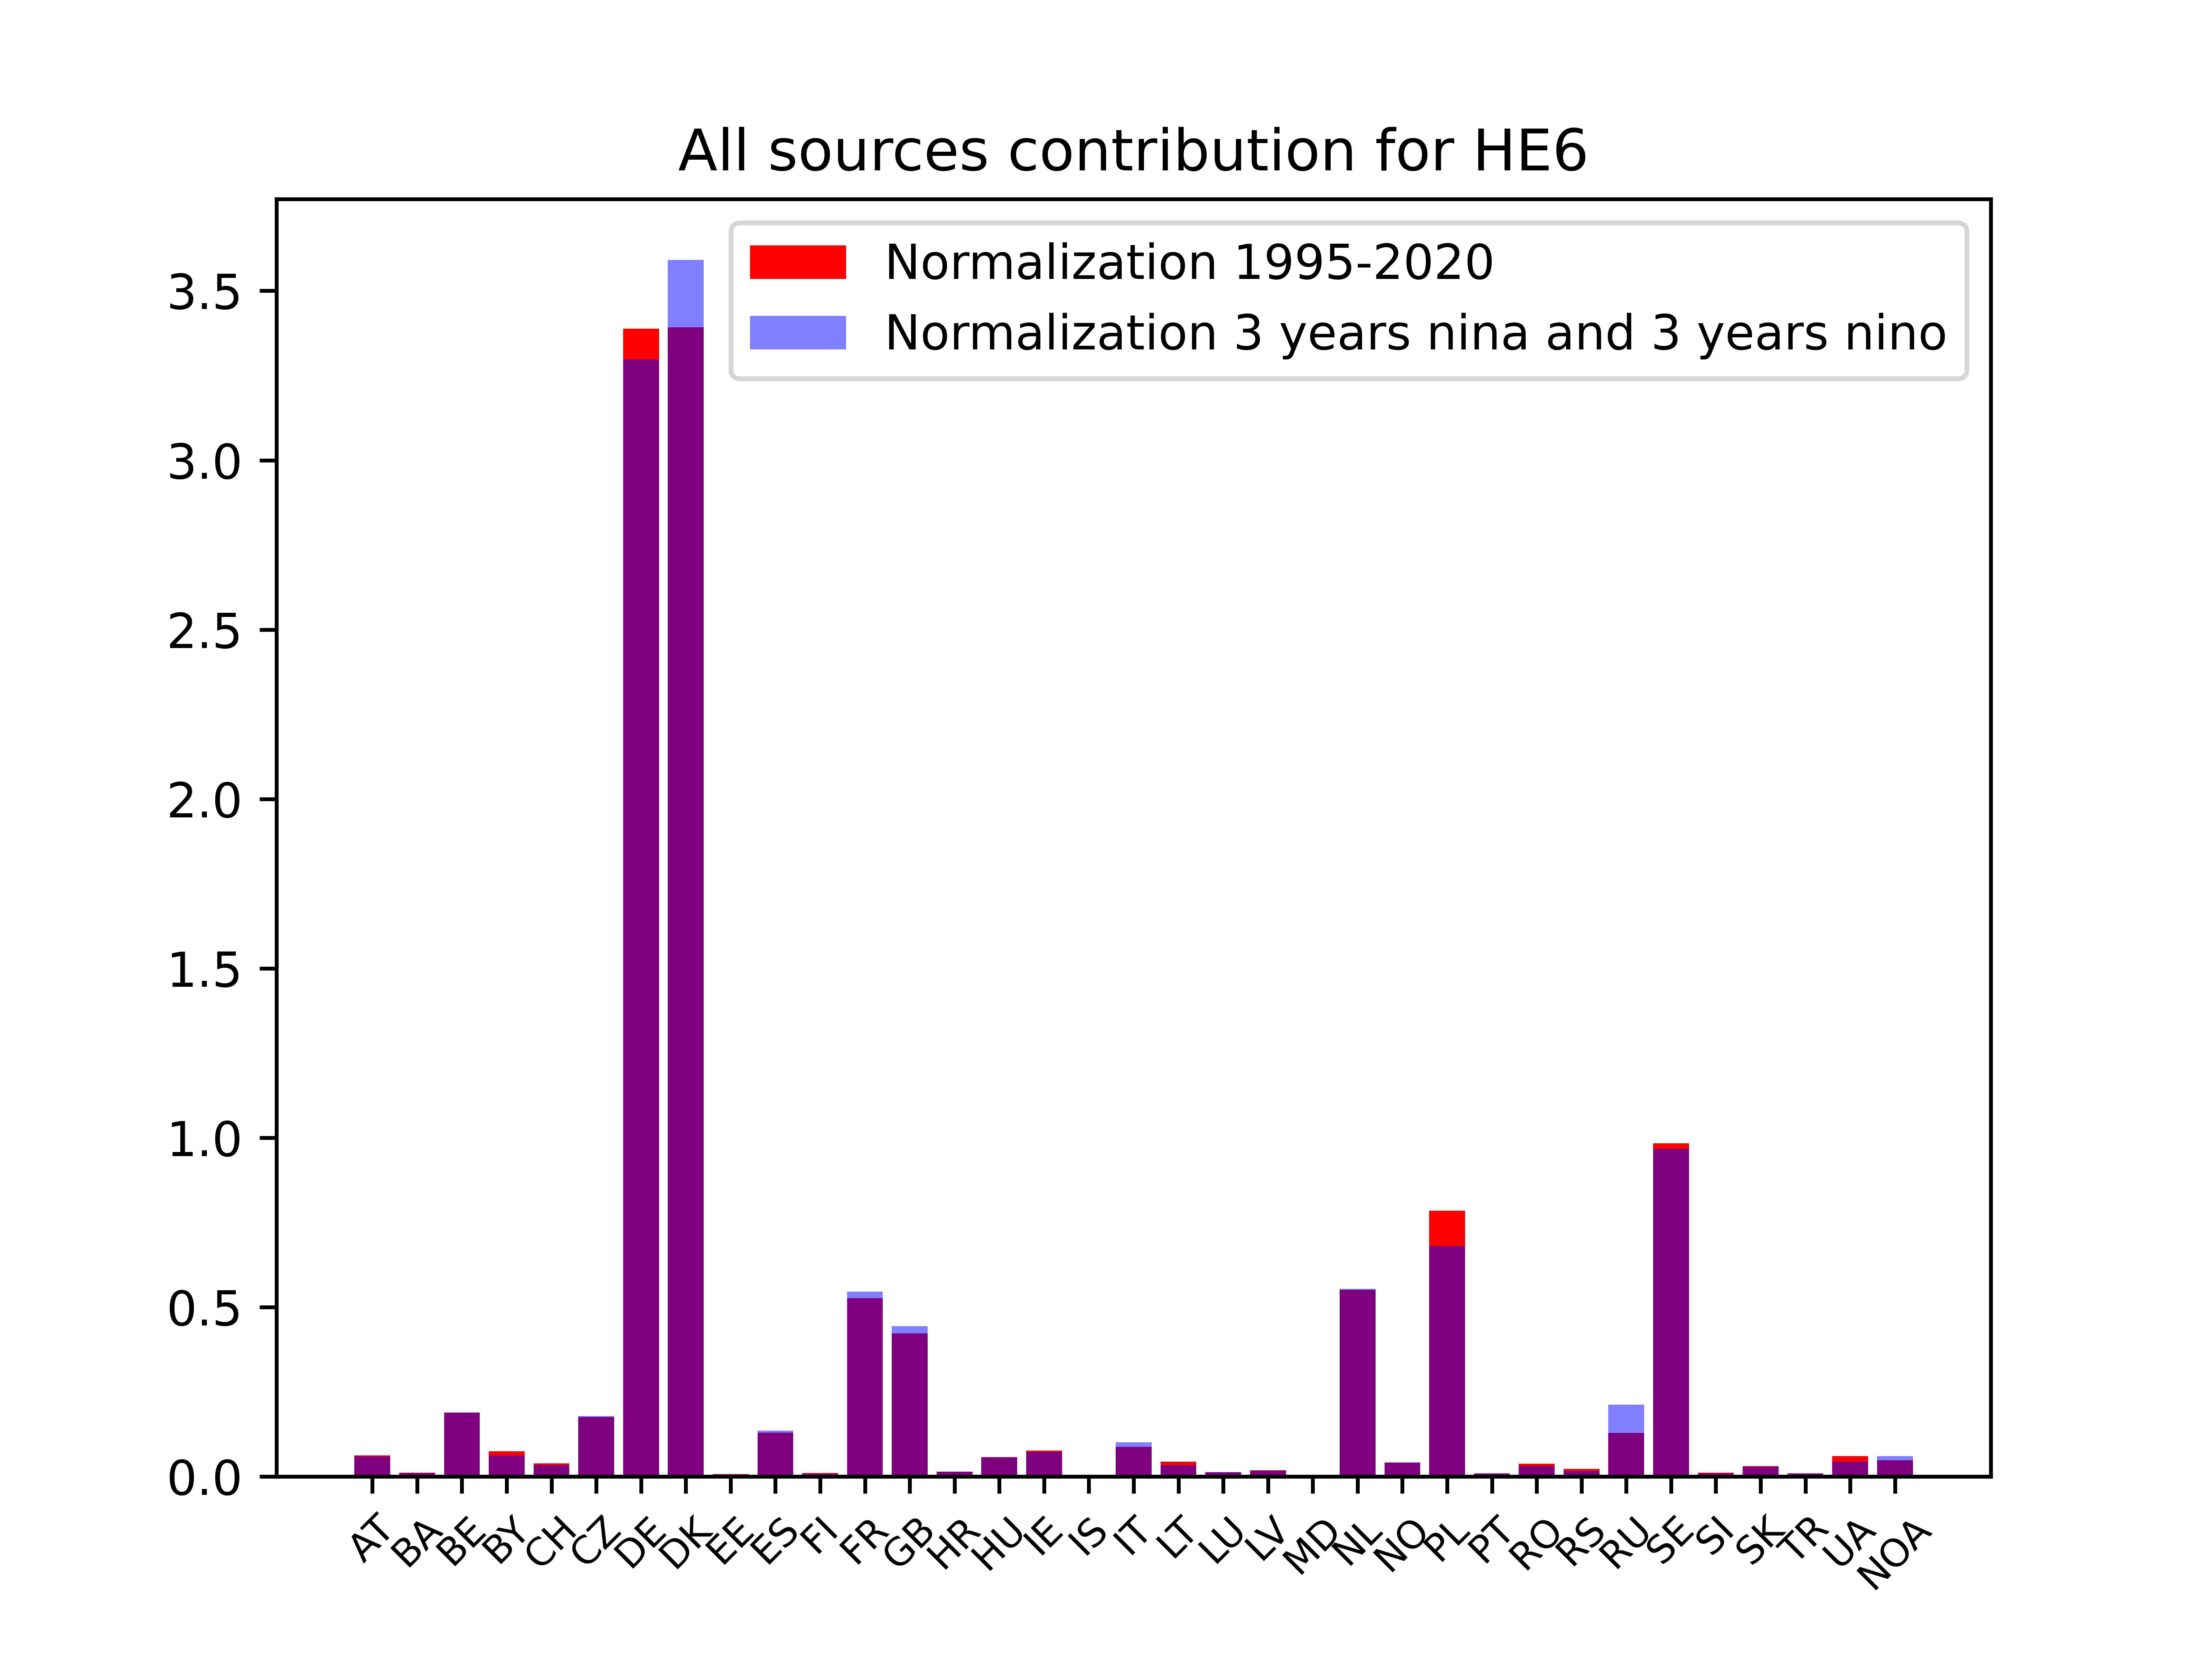 All sources contribution for HE6
Normalization 1995-2020
Normalization 3 years nina and 3 years nino
3.5
3.0
2.5
2.0
1.5
1.0
0.5
0.0
AT BA BE BY CH CZ DE DK EE ES FI FR GB HR HU IE IS IT LT LU LV MD NL NO PL PT RO RS RU SE SI SK TR UA NOA